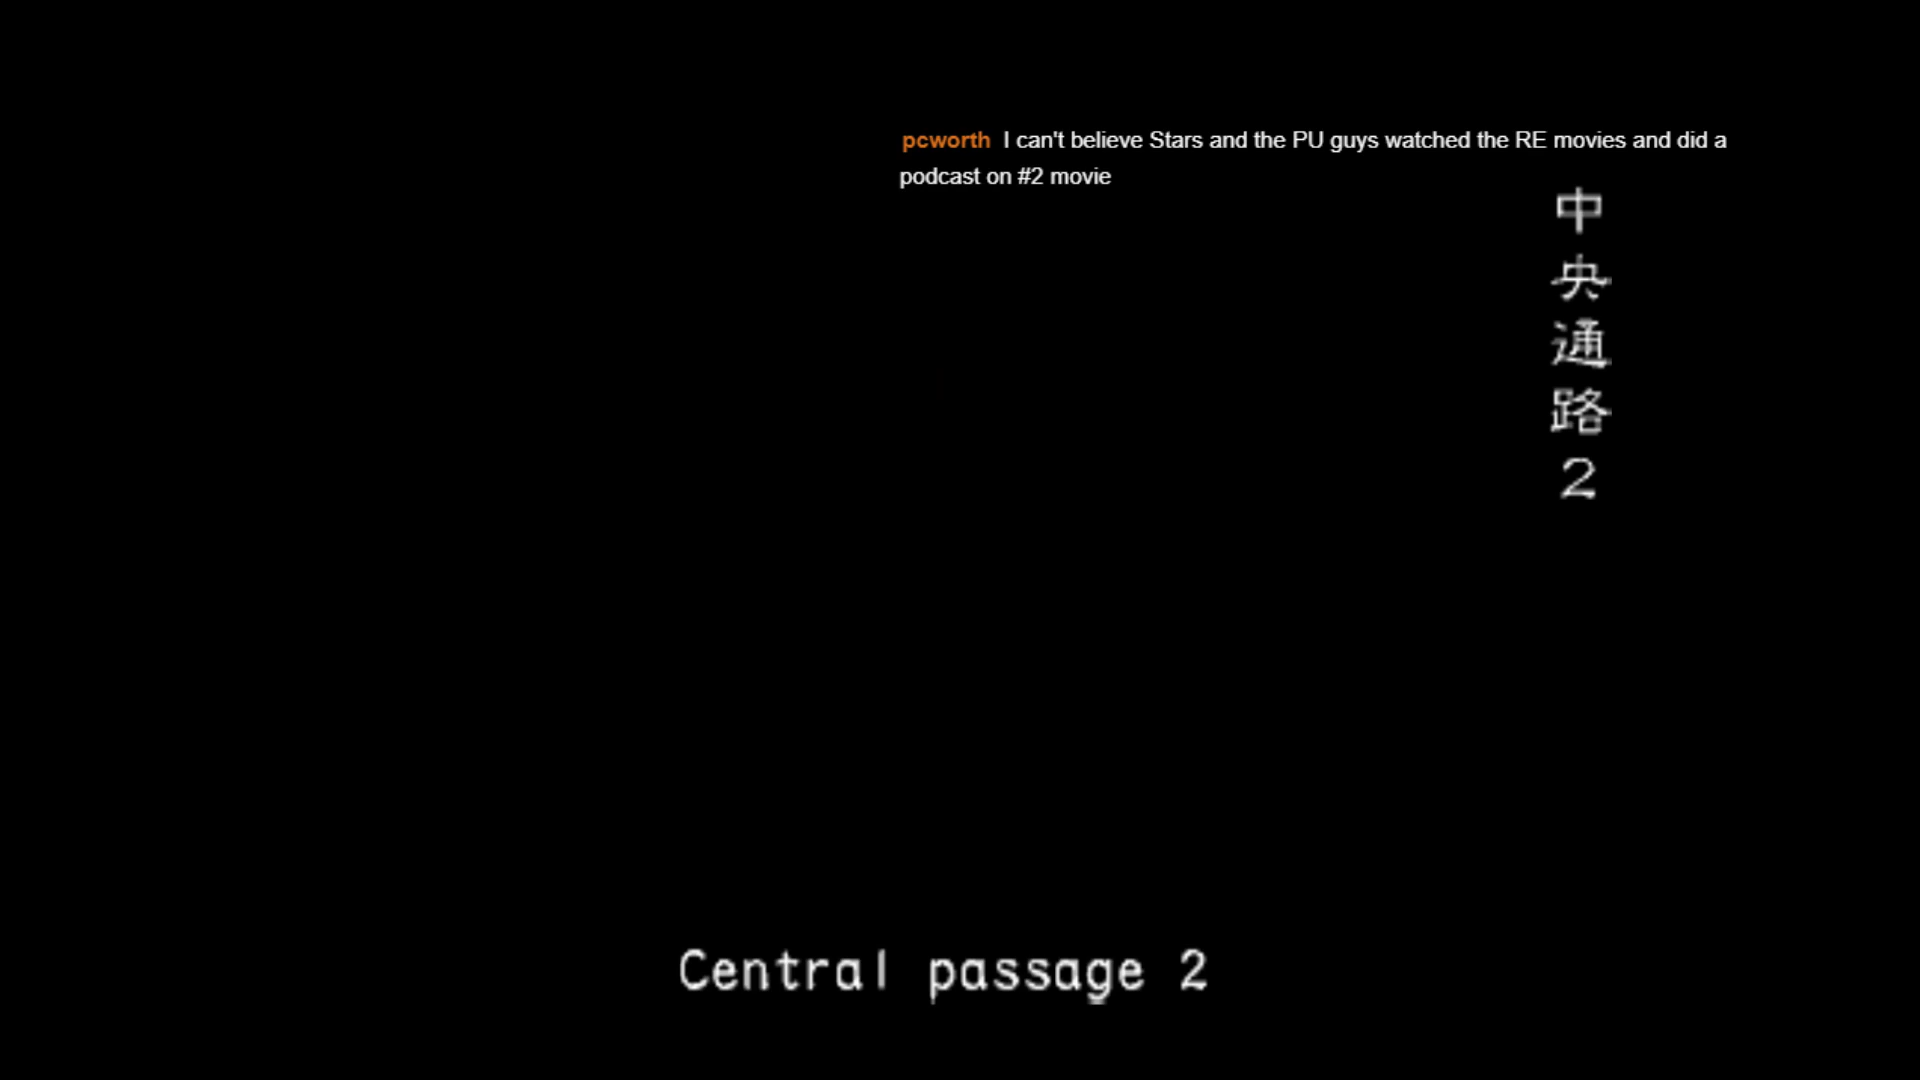 pcworth I can't believe Stars and the PU guys watched the RE movies and did a
podcast on #2 movie
中央通路2
Central passage 2